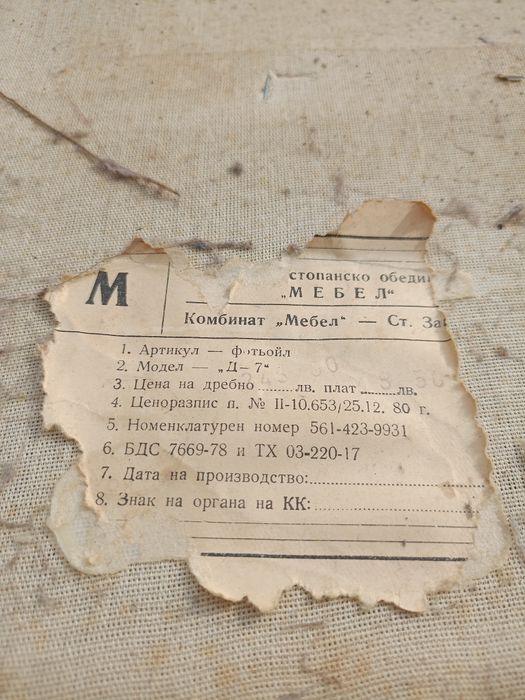 М
стопанско обеди
„МЕБЕЛ"
Комбинат „Мебел" — Ст. За
1. Артикул — фотьойл
2. Модел — „Д-7"
3. Цена на дребно ........ лв. плат ........ лв.
4. Ценоразпис п. № II-10.653/25.12. 80 г.
5. Номенклатурен номер 561-423-9931
6. БДС 7669-78 и ТХ 03-220-17
7. Дата на производство: ........
8. Знак на органа на КК: ........